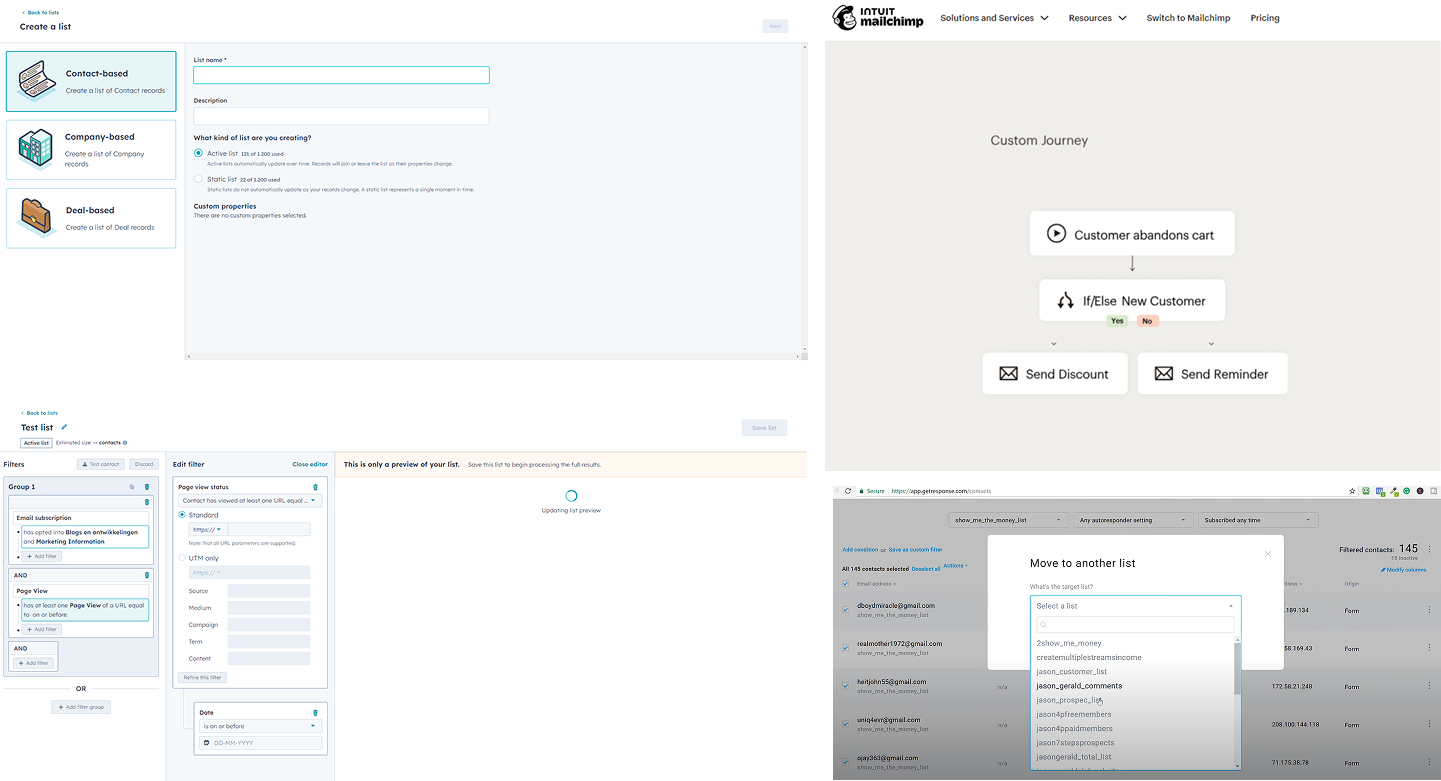 Back to lists
Create a list
Next
Contact-based
Create a list of Contact records
Company-based
Create a list of Company
records
Deal-based
Create a list of Deal records
List name *
Description
What kind of list are you creating?
Active list 121 of 1.200 used
Active lists automatically update over time. Records will join or leave the list as their properties change.
Static list 22 of 1.200 used
Static lists do not automatically update as your records change. A static list represents a single moment in time.
Custom properties
There are no custom properties selected.
INTUIT
mailchimp
Solutions and Services
Resources
Switch to Mailchimp
Pricing
Custom Journey
Customer abandons cart
If/Else New Customer
Yes
No
Send Discount
Send Reminder
Back to lists
Test list
Save list
Active list
Estimated size: -- contacts
Filters
Test contact
Discard
Group 1
Email subscription
has opted into Blogs en ontwikkelingen
and Marketing Information
+ Add filter
AND
Page View
has at least one Page View of a URL equal
to on or before
+ Add filter
AND
+ Add filter
OR
+ Add filter group
Edit filter
Close editor
Page view status
Contact has viewed at least one URL equal ...
Standard
https://
Note: Not all URL parameters are supported.
UTM only
https://
Source
Medium
Campaign
Term
Content
Refine this filter
Date
is on or before
DD-MM-YYYY
This is only a preview of your list. Save this list to begin processing the full results.
Updating list preview
Secure
https://app.getresponse.com/contacts
show_me_the_money_list
Any autoresponder setting
Subscribed any time
Add condition or Save as custom filter
Filtered contacts: 145
15 inactive
All 145 contacts selected Deselect all Actions
Modify columns
Email address
Origin
dboydmiracle@gmail.com
show_me_the_money_list
.189.134
Form
realmother1972@gmail.com
show_me_the_money_list
58.169.43
Form
heitjohn55@gmail.com
show_me_the_money_list
n/a
172.58.21.248
Form
uniq4evr@gmail.com
show_me_the_money_list
n/a
208.100.144.118
Form
ojay363@gmail.com
show_me_the_money_list
n/a
71.175.38.78
Form
Move to another list
What's the target list?
Select a list
2show_me_money
createmultiplestreamsincome
jason_customer_list
jason_gerald_comments
jason_prospec_list
jason4pfreemembers
jason4ppaidmembers
jason7stepsprospects
jasongerald_total_list